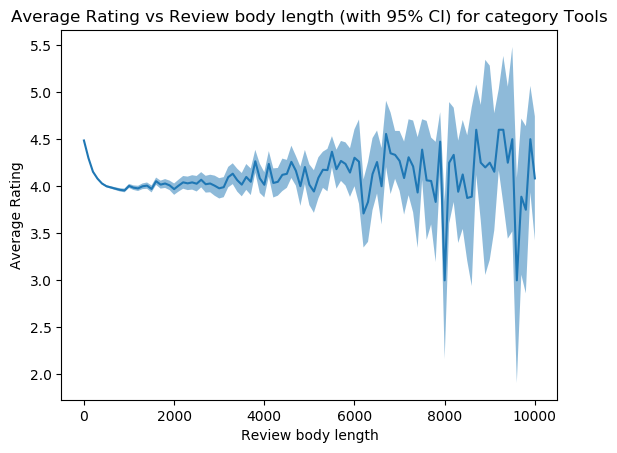 Average Rating vs Review body length (with 95% CI) for category Tools
5.5
5.0
4.5
4.0
3.5
3.0
2.5
2.0
Average Rating
0 2000 4000 6000 8000 10000
Review body length